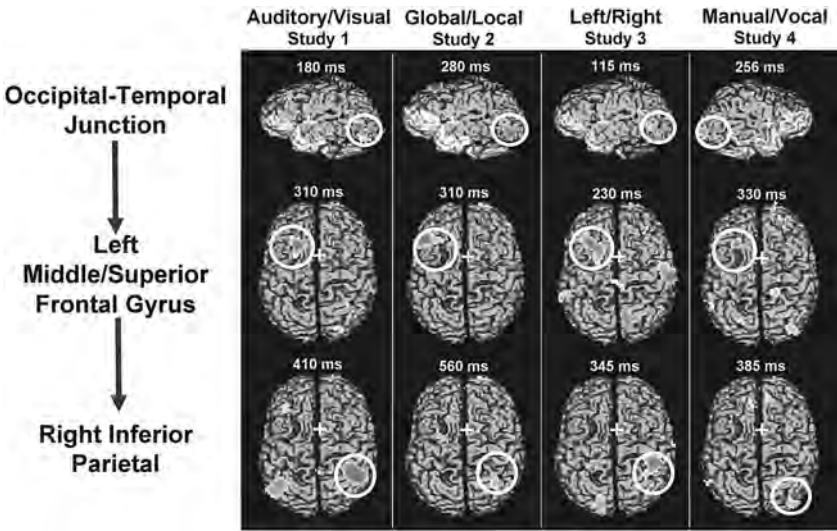 Auditory/Visual Global/Local Left/Right Manual/Vocal
Study 1 Study 2 Study 3 Study 4
180 ms 280 ms 115 ms 256 ms
Occipital-Temporal
Junction
310 ms 310 ms 230 ms 330 ms
Left
Middle/Superior
Frontal Gyrus
410 ms 560 ms 345 ms 385 ms
Right Inferior
Parietal